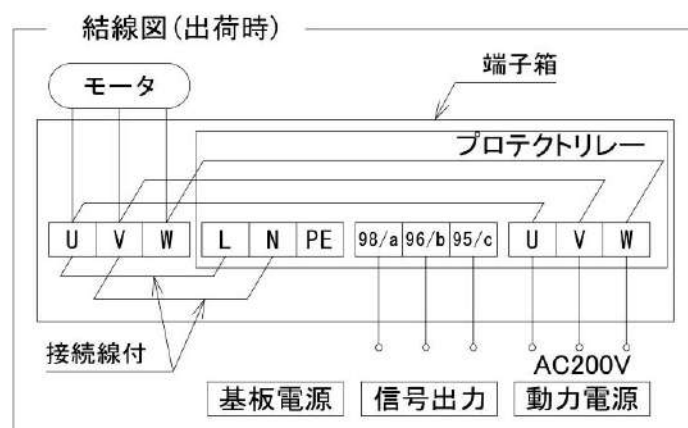 結線図(出荷時)
端子箱
モータ
プロテクトリレー
U V W L N PE 98/a 96/b 95/c U V W
接続線付
AC200V
基板電源 信号出力 動力電源